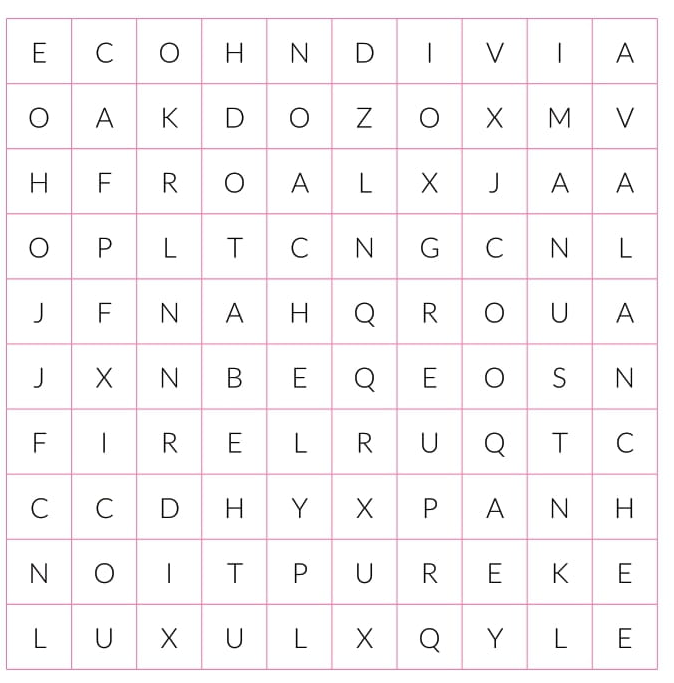 E C O H N D I V I A
O A K D O Z O X M V
H F R O A L X J A A
O P L T C N G C N L
J F N A H Q R O U A
J X N B E Q E O S N
F I R E L R U Q T C
C C D H Y X P A N H
N O I T P U R E K E
L U X U L X Q Y L E